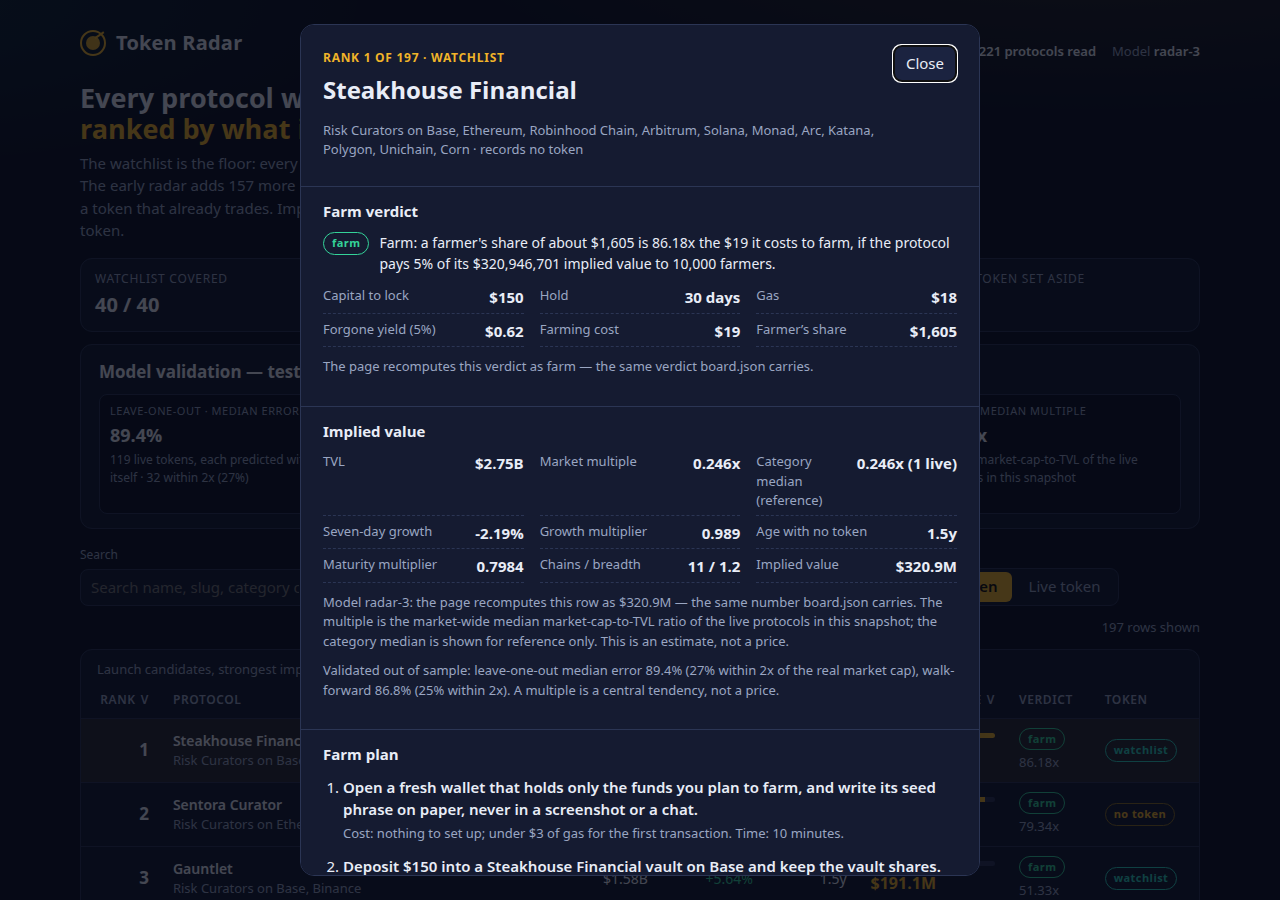 Token Radar
221 protocols read Model radar-3
Every protocol w
ranked by what
The watchlist is the floor: every
The early radar adds 157 more
a token that already trades. Imp
token.
WATCHLIST COVERED
40 / 40
TOKEN SET ASIDE
Model validation — test
LEAVE-ONE-OUT · MEDIAN ERROR
89.4%
119 live tokens, each predicted wi
itself · 32 within 2x (27%)
MEDIAN MULTIPLE
x
market-cap-to-TVL of the live
s in this snapshot
Search
Search name, slug, category o
en
Live token
197 rows shown
Launch candidates, strongest imp
RANK V PROTOCOL
V VERDICT TOKEN
1 Steakhouse Financ
Risk Curators on Base
farm
86.18x
watchlist
2 Sentora Curator
Risk Curators on Ethe
farm
79.34x
no token
3 Gauntlet
Risk Curators on Base, Binance
$1.58B +5.64% 1.5y $191.1M
farm
51.33x
watchlist
RANK 1 OF 197 · WATCHLIST
Close
Steakhouse Financial
Risk Curators on Base, Ethereum, Robinhood Chain, Arbitrum, Solana, Monad, Arc, Katana,
Polygon, Unichain, Corn · records no token
Farm verdict
farm Farm: a farmer's share of about $1,605 is 86.18x the $19 it costs to farm, if the protocol
pays 5% of its $320,946,701 implied value to 10,000 farmers.
Capital to lock $150 Hold 30 days Gas $18
Forgone yield (5%) $0.62 Farming cost $19 Farmer's share $1,605
The page recomputes this verdict as farm — the same verdict board.json carries.
Implied value
TVL $2.75B Market multiple 0.246x Category 0.246x (1 live)
median
(reference)
Seven-day growth -2.19% Growth multiplier 0.989 Age with no token 1.5y
Maturity multiplier 0.7984 Chains / breadth 11 / 1.2 Implied value $320.9M
Model radar-3: the page recomputes this row as $320.9M — the same number board.json carries. The
multiple is the market-wide median market-cap-to-TVL ratio of the live protocols in this snapshot; the
category median is shown for reference only. This is an estimate, not a price.
Validated out of sample: leave-one-out median error 89.4% (27% within 2x of the real market cap), walk-
forward 86.8% (25% within 2x). A multiple is a central tendency, not a price.
Farm plan
1. Open a fresh wallet that holds only the funds you plan to farm, and write its seed
phrase on paper, never in a screenshot or a chat.
Cost: nothing to set up; under $3 of gas for the first transaction. Time: 10 minutes.
2. Deposit $150 into a Steakhouse Financial vault on Base and keep the vault shares.